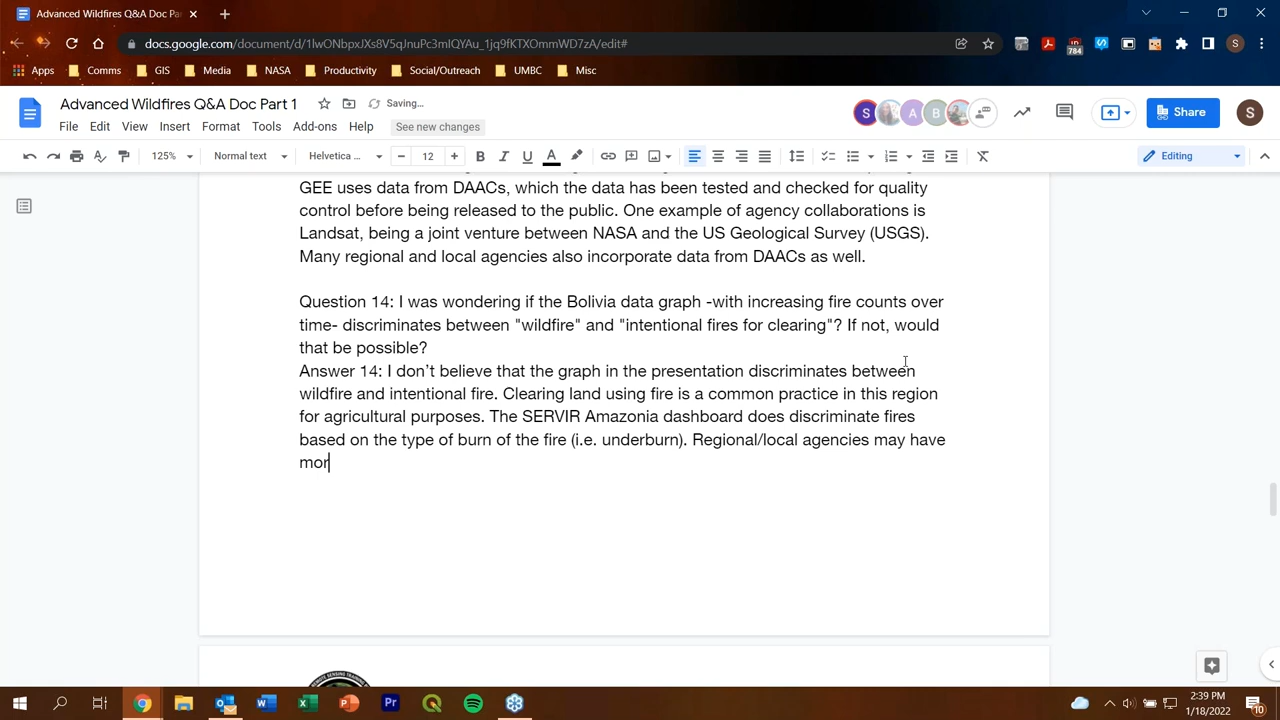 Advanced Wildfires Q&A Doc Pa
docs.google.com/document/d/1lwONbpxJXs8V5qJnuPc3mIQYAu_1jq9fKTXOmmWD7zA/edit#
784
S
Apps Comms GIS Media NASA Productivity Social/Outreach UMBC Misc
Advanced Wildfires Q&A Doc Part 1 Saving...
S A B Share S
File Edit View Insert Format Tools Add-ons Help See new changes
125% Normal text Helvetica ... 12 B I U A Editing
GEE uses data from DAACs, which the data has been tested and checked for quality
control before being released to the public. One example of agency collaborations is
Landsat, being a joint venture between NASA and the US Geological Survey (USGS).
Many regional and local agencies also incorporate data from DAACs as well.
Question 14: I was wondering if the Bolivia data graph -with increasing fire counts over
time- discriminates between "wildfire" and "intentional fires for clearing"? If not, would
that be possible?
Answer 14: I don’t believe that the graph in the presentation discriminates between
wildfire and intentional fire. Clearing land using fire is a common practice in this region
for agricultural purposes. The SERVIR Amazonia dashboard does discriminate fires
based on the type of burn of the fire (i.e. underburn). Regional/local agencies may have
mor
2:39 PM
1/18/2022
10